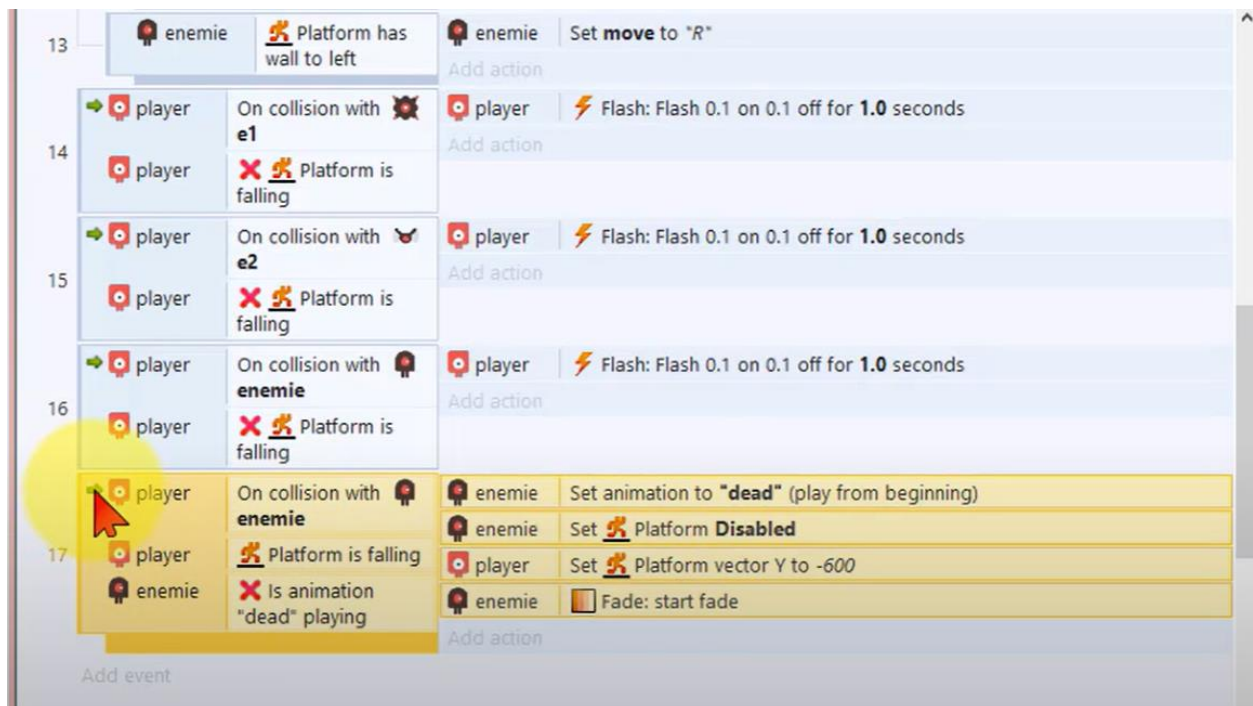 13
enemie Platform has wall to left
enemie Set move to "R"
Add action
14
player On collision with e1
player Platform is falling
player Flash: Flash 0.1 on 0.1 off for 1.0 seconds
Add action
15
player On collision with e2
player Platform is falling
player Flash: Flash 0.1 on 0.1 off for 1.0 seconds
Add action
16
player On collision with enemie
player Platform is falling
player Flash: Flash 0.1 on 0.1 off for 1.0 seconds
Add action
17
player On collision with enemie
player Platform is falling
enemie Is animation "dead" playing
enemie Set animation to "dead" (play from beginning)
enemie Set Platform Disabled
player Set Platform vector Y to -600
enemie Fade: start fade
Add action
Add event